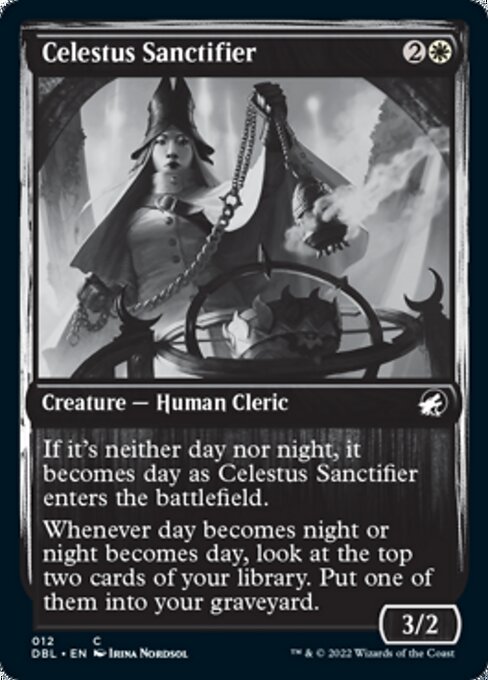 Celestus Sanctifier 2
Creature — Human Cleric
If it's neither day nor night, it
becomes day as Celestus Sanctifier
enters the battlefield.
Whenever day becomes night or
night becomes day, look at the top
two cards of your library. Put one of
them into your graveyard.
3/2
012 C
DBL • EN Irina Nordsol
™ & © 2022 Wizards of the Coast